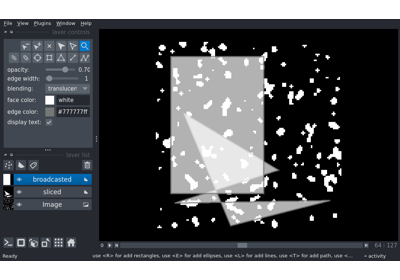 File View Plugins Window Help
layer controls
opacity: 0.70
edge width: 1
blending: translucen
face color: white
edge color: #777777ff
display text:
layer list
broadcasted
sliced
Image
0 64 127
Ready use <R> for add rectangles, use <E> for add ellipses, use <L> for add lines, use <T> for add path, use <... activity